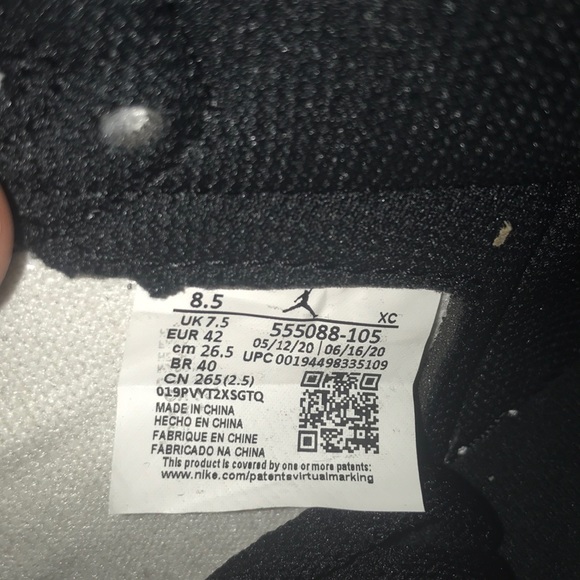 8.5
XC
UK 7.5
555088-105
EUR 42
05/12/20 | 06/16/20
cm 26.5
UPC 00194498335109
BR 40
CN 265(2.5)
019PVYT2XSGTQ
MADE IN CHINA
HECHO EN CHINA
FABRIQUE EN CHINE
FABRICADO NA CHINA
This product is covered by one or more patents:
www.nike.com/patentsvirtualmarking